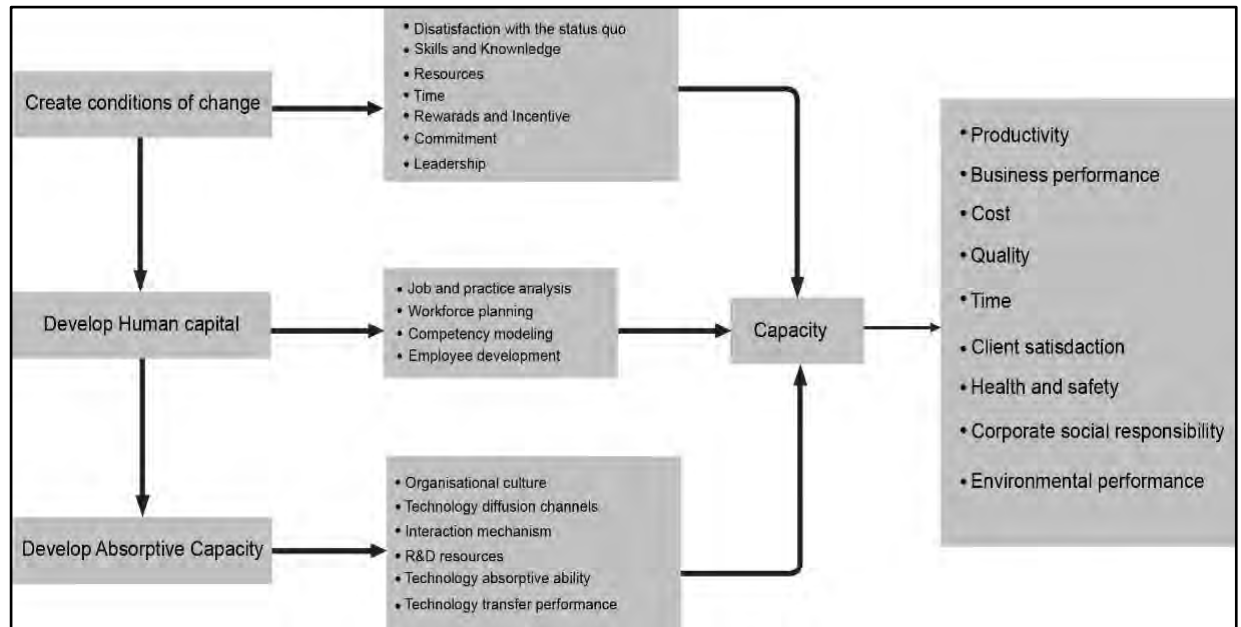 Create conditions of change
• Disatisfaction with the status quo
• Skills and Knownledge
• Resources
• Time
• Rewarads and Incentive
• Commitment
• Leadership
Develop Human capital
• Job and practice analysis
• Workforce planning
• Competency modeling
• Employee development
Develop Absorptive Capacity
• Organisational culture
• Technology diffusion channels
• Interaction mechanism
• R&D resources
• Technology absorptive ability
• Technology transfer performance
Capacity
• Productivity
• Business performance
• Cost
• Quality
• Time
• Client satisdaction
• Health and safety
• Corporate social responsibility
• Environmental performance